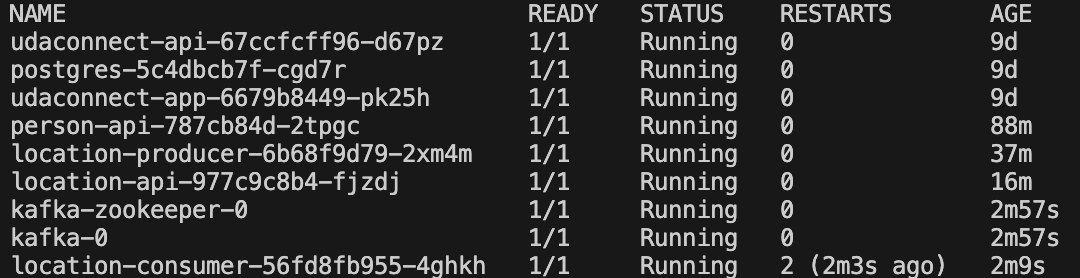 NAME READY STATUS RESTARTS AGE
udaconnect-api-67ccfcff96-d67pz 1/1 Running 0 9d
postgres-5c4dbcb7f-cgd7r 1/1 Running 0 9d
udaconnect-app-6679b8449-pk25h 1/1 Running 0 9d
person-api-787cb84d-2tpgc 1/1 Running 0 88m
location-producer-6b68f9d79-2xm4m 1/1 Running 0 37m
location-api-977c9c8b4-fjzdj 1/1 Running 0 16m
kafka-zookeeper-0 1/1 Running 0 2m57s
kafka-0 1/1 Running 0 2m57s
location-consumer-56fd8fb955-4ghkh 1/1 Running 2 (2m3s ago) 2m9s